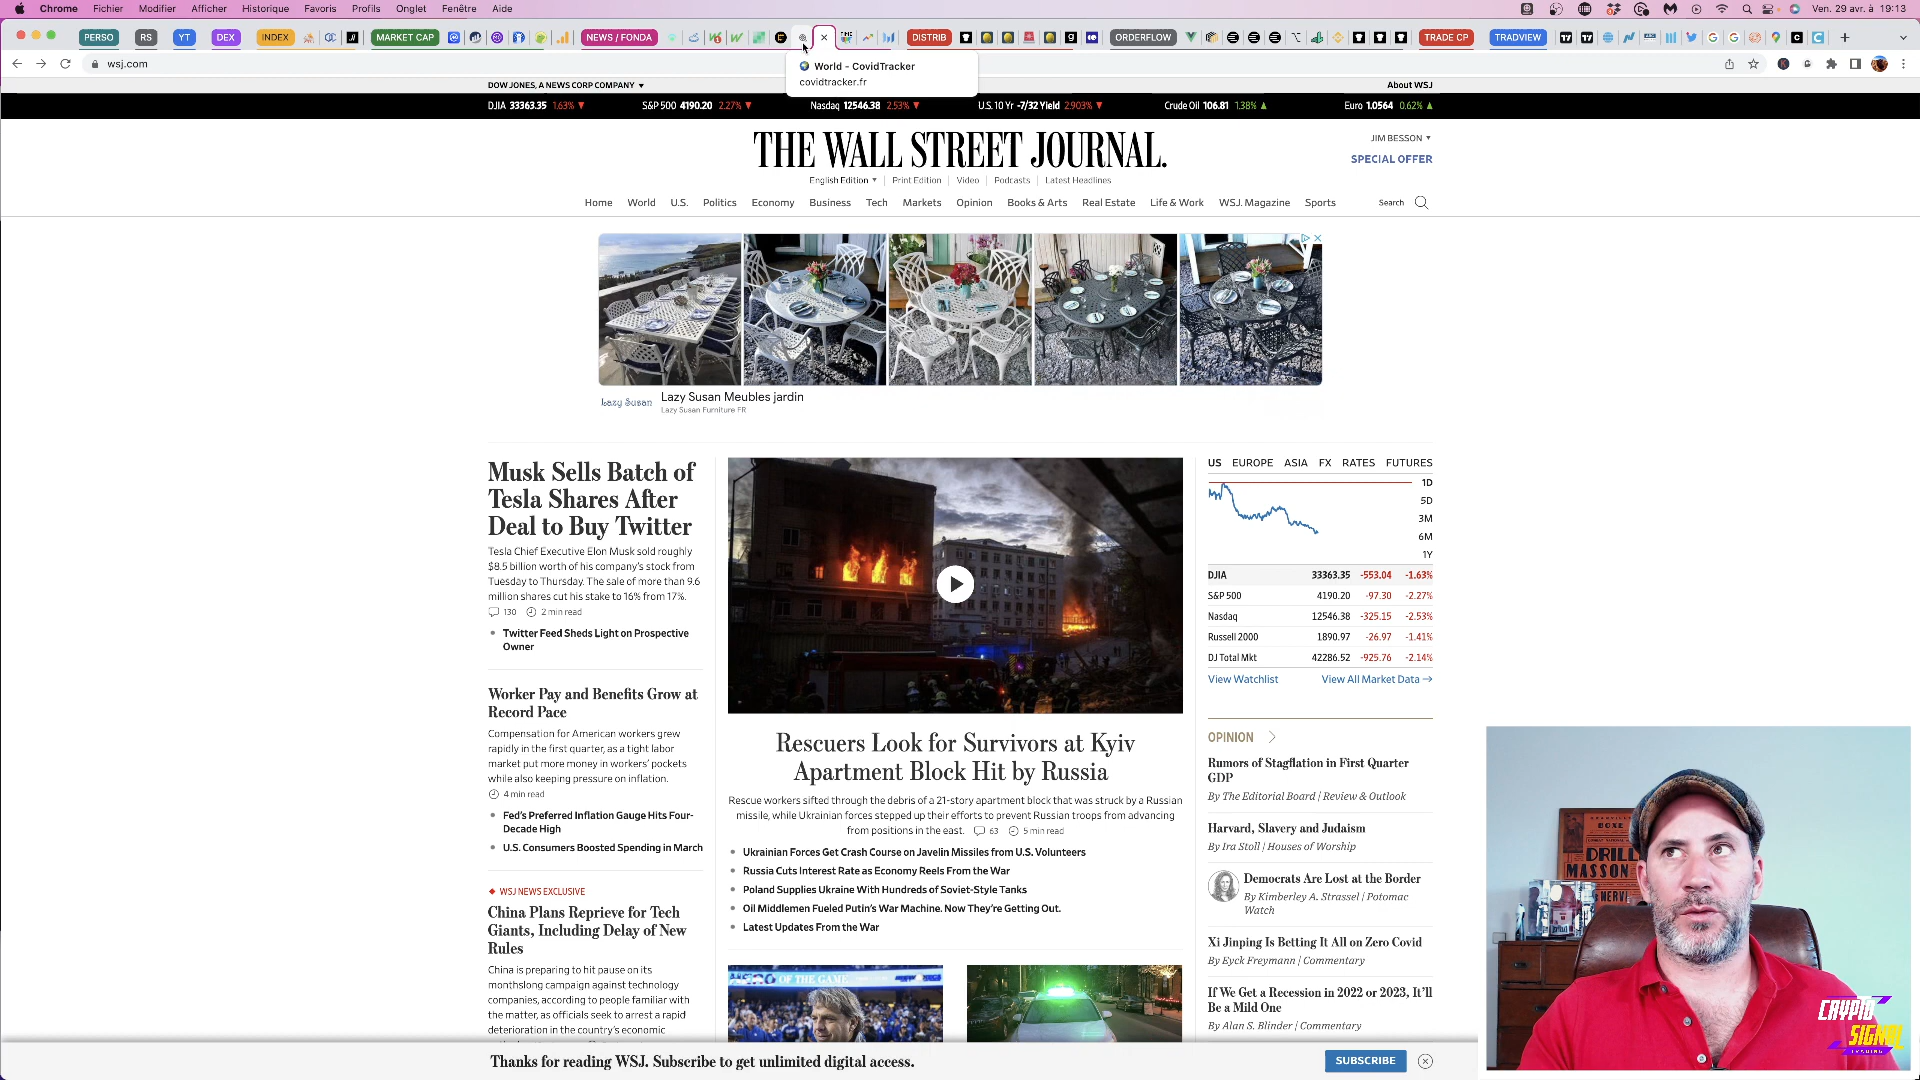 Chrome Fichier Modifier Afficher Historique Favoris Profils Onglet Fenêtre Aide
Ven. 29 avr. à 19:13
PERSO RS YT DEX INDEX MARKET CAP NEWS / FONDA DISTRIB ORDERFLOW TRADE CP TRADVIEW
wsj.com
World - CovidTracker
covidtracker.fr
DOW JONES, A NEWS CORP COMPANY
About WSJ
DJIA 33363.35 1.63% ▼
S&P 500 4190.20 2.27% ▼
Nasdaq 12546.38 2.53% ▼
U.S. 10 Yr -7/32 Yield 2.903% ▼
Crude Oil 106.81 1.38% ▲
Euro 1.0564 0.62% ▲
THE WALL STREET JOURNAL.
JIM BESSON
SPECIAL OFFER
English Edition Print Edition Video Podcasts Latest Headlines
Home World U.S. Politics Economy Business Tech Markets Opinion Books & Arts Real Estate Life & Work WSJ. Magazine Sports
Search
Lazy Susan
Lazy Susan Meubles jardin
Lazy Susan Furniture FR
Musk Sells Batch of
Tesla Shares After
Deal to Buy Twitter
Tesla Chief Executive Elon Musk sold roughly
$8.5 billion worth of his company's stock from
Tuesday to Thursday. The sale of more than 9.6
million shares cut his stake to 16% from 17%.
130 2 min read
• Twitter Feed Sheds Light on Prospective
Owner
Worker Pay and Benefits Grow at
Record Pace
Compensation for American workers grew
rapidly in the first quarter, as a tight labor
market put more money in workers' pockets
while also keeping pressure on inflation.
4 min read
• Fed's Preferred Inflation Gauge Hits Four-
Decade High
• U.S. Consumers Boosted Spending in March
WSJ NEWS EXCLUSIVE
China Plans Reprieve for Tech
Giants, Including Delay of New
Rules
China is preparing to hit pause on its
monthslong campaign against technology
companies, according to people familiar with
the matter, as officials seek to arrest a rapid
deterioration in the country's economic
Rescuers Look for Survivors at Kyiv
Apartment Block Hit by Russia
Rescue workers sifted through the debris of a 21-story apartment block that was struck by a Russian
missile, while Ukrainian forces stepped up their efforts to prevent Russian troops from advancing
from positions in the east. 63 5 min read
• Ukrainian Forces Get Crash Course on Javelin Missiles from U.S. Volunteers
• Russia Cuts Interest Rate as Economy Reels From the War
• Poland Supplies Ukraine With Hundreds of Soviet-Style Tanks
• Oil Middlemen Fueled Putin's War Machine. Now They're Getting Out.
• Latest Updates From the War
OF THE GAME
US EUROPE ASIA FX RATES FUTURES
1D
5D
3M
6M
1Y
DJIA 33363.35 -553.04 -1.63%
S&P 500 4190.20 -97.30 -2.27%
Nasdaq 12546.38 -325.15 -2.53%
Russell 2000 1890.97 -26.97 -1.41%
DJ Total Mkt 42286.52 -925.76 -2.14%
View Watchlist View All Market Data →
OPINION
Rumors of Stagflation in First Quarter
GDP
By The Editorial Board | Review & Outlook
Harvard, Slavery and Judaism
By Ira Stoll | Houses of Worship
Democrats Are Lost at the Border
By Kimberley A. Strassel | Potomac
Watch
Xi Jinping Is Betting It All on Zero Covid
By Eyck Freymann | Commentary
If We Get a Recession in 2022 or 2023, It'll
Be a Mild One
By Alan S. Blinder | Commentary
Thanks for reading WSJ. Subscribe to get unlimited digital access.
SUBSCRIBE
DRILL
MASSON
CRYPTO
SIGNAL
TRADING